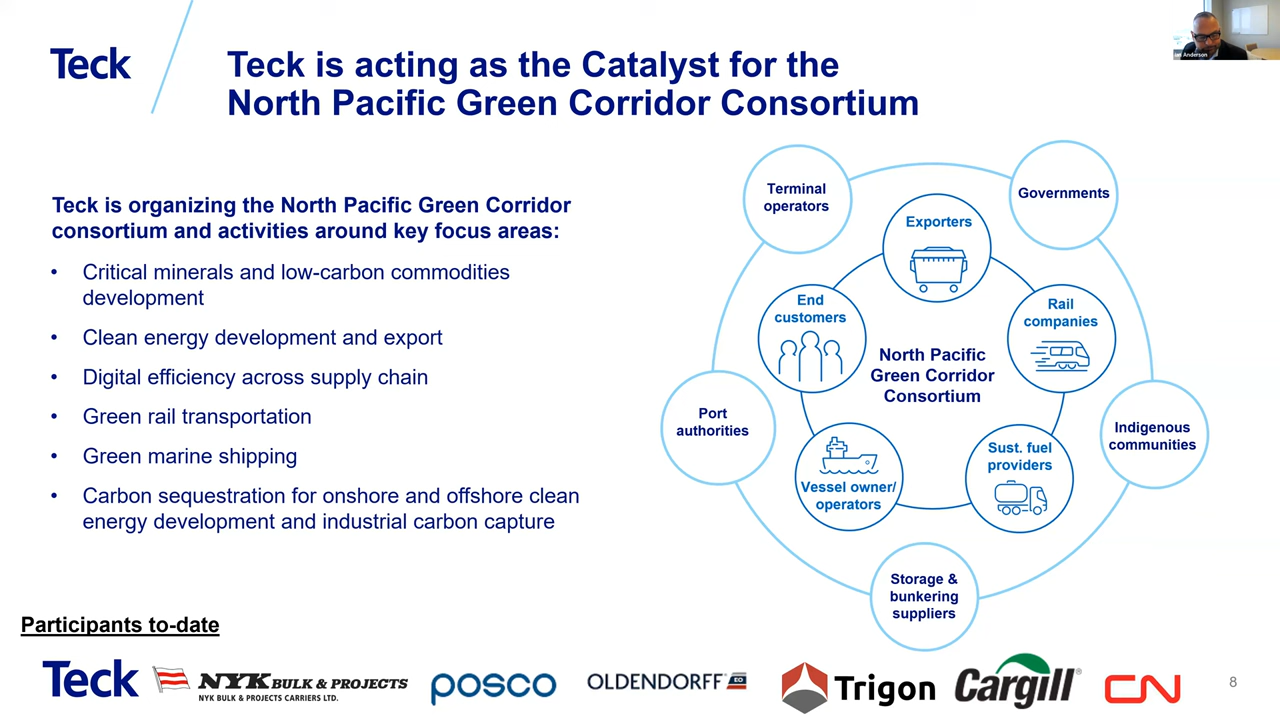 Teck
Teck is acting as the Catalyst for the
North Pacific Green Corridor Consortium
Anderson
Teck is organizing the North Pacific Green Corridor
consortium and activities around key focus areas:
• Critical minerals and low-carbon commodities
development
• Clean energy development and export
• Digital efficiency across supply chain
• Green rail transportation
• Green marine shipping
• Carbon sequestration for onshore and offshore clean
energy development and industrial carbon capture
Terminal
operators
Governments
Exporters
End
customers
Rail
companies
North Pacific
Green Corridor
Consortium
Port
authorities
Indigenous
communities
Vessel owner/
operators
Sust. fuel
providers
Storage &
bunkering
suppliers
Participants to-date
Teck
NYK BULK & PROJECTS
NYK BULK & PROJECTS CARRIERS LTD.
posco
OLDENDORFF EO
Trigon
Cargill®
CN
8